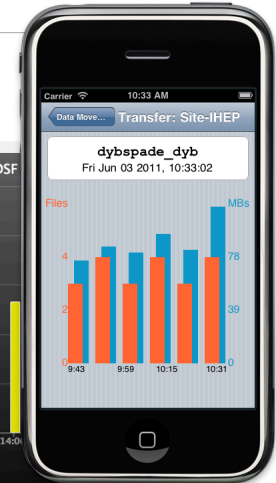 Carrier 10:33 AM
Data Move... Transfer: Site-IHEP
dybspade_dyb
Fri Jun 03 2011, 10:33:02
Files MBs
4 78
2 39
0 0
9:43 9:59 10:15 10:31
OSF
14:00